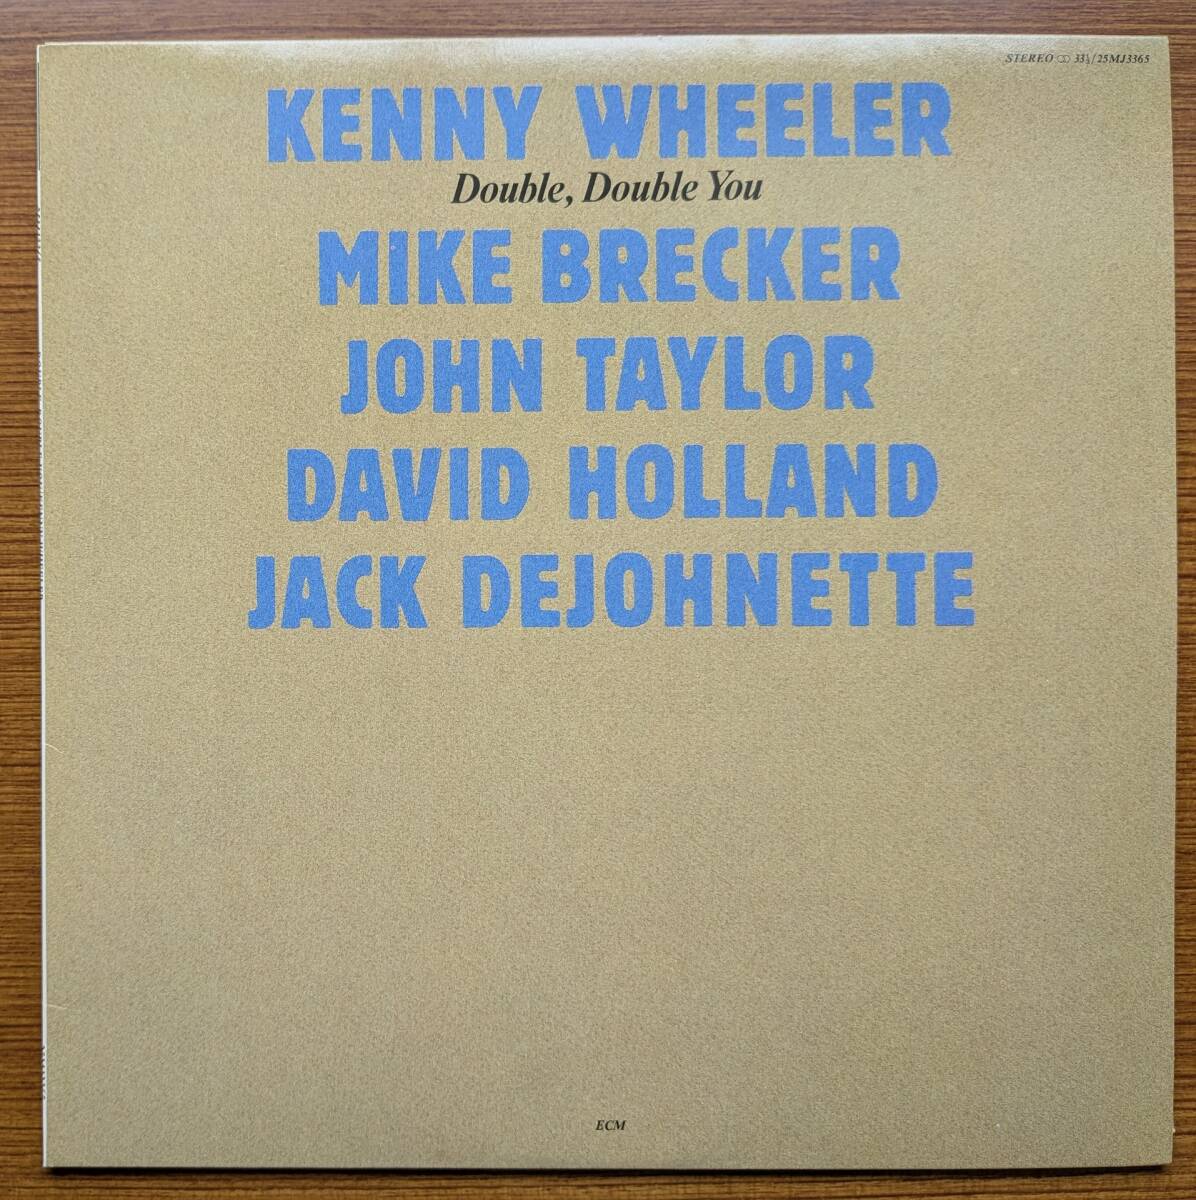 STEREO 33⅓/25MJ3365
KENNY WHEELER
Double, Double You
MIKE BRECKER
JOHN TAYLOR
DAVID HOLLAND
JACK DEJOHNETTE
ECM